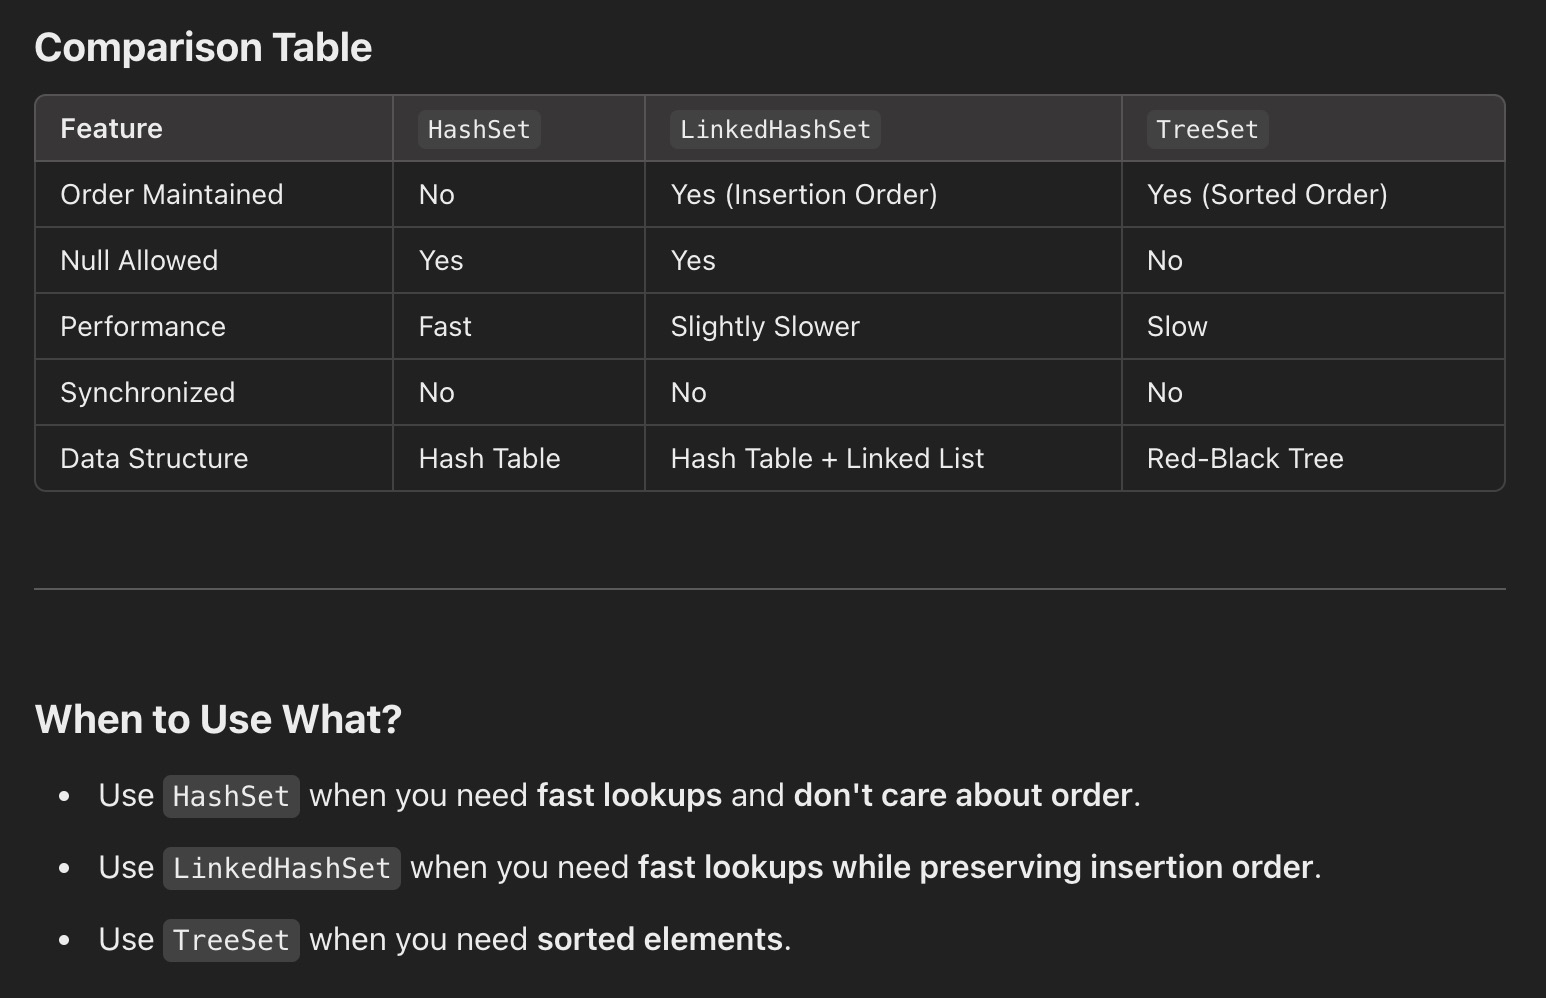 Comparison Table
Feature HashSet LinkedHashSet TreeSet
Order Maintained No Yes (Insertion Order) Yes (Sorted Order)
Null Allowed Yes Yes No
Performance Fast Slightly Slower Slow
Synchronized No No No
Data Structure Hash Table Hash Table + Linked List Red-Black Tree
When to Use What?
• Use HashSet when you need fast lookups and don't care about order.
• Use LinkedHashSet when you need fast lookups while preserving insertion order.
• Use TreeSet when you need sorted elements.